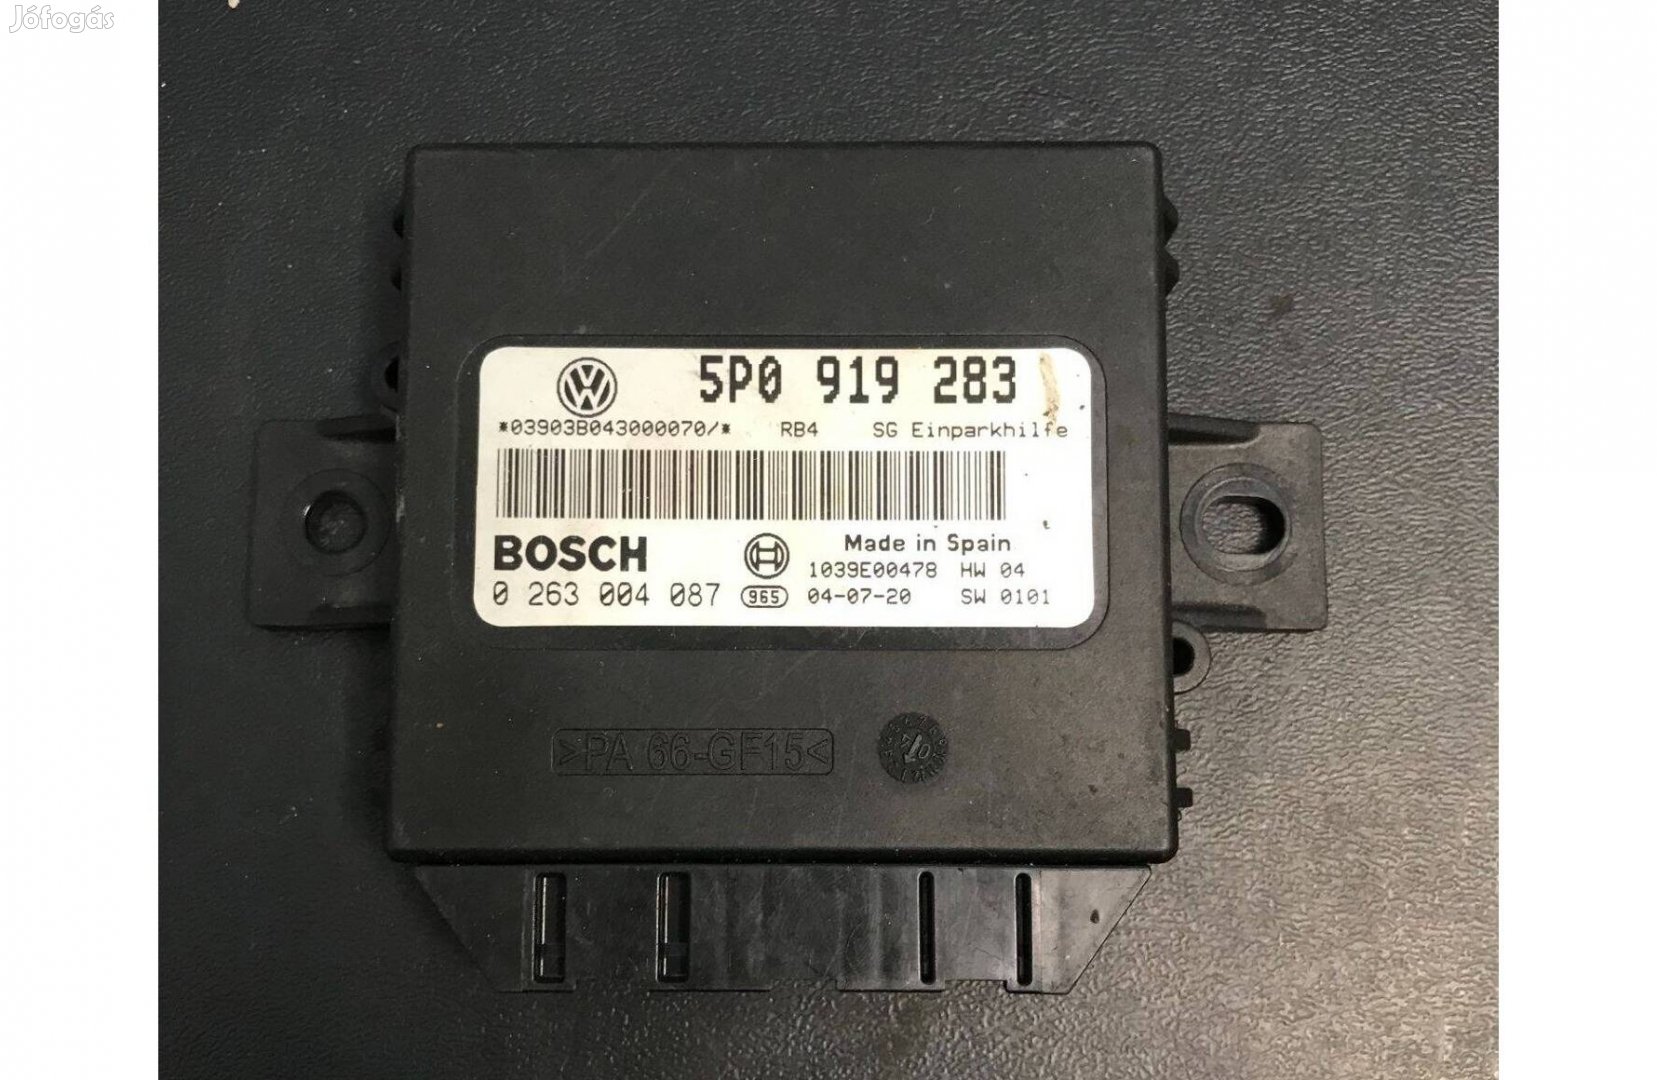 Jófogás
5P0 919 283
*03903B043000070/* RB4 SG Einparkhilfe
BOSCH
Made in Spain
1039E00478 HW 04
0 263 004 087 965 04-07-20 SW 0101
>PA 66-GF15<
04